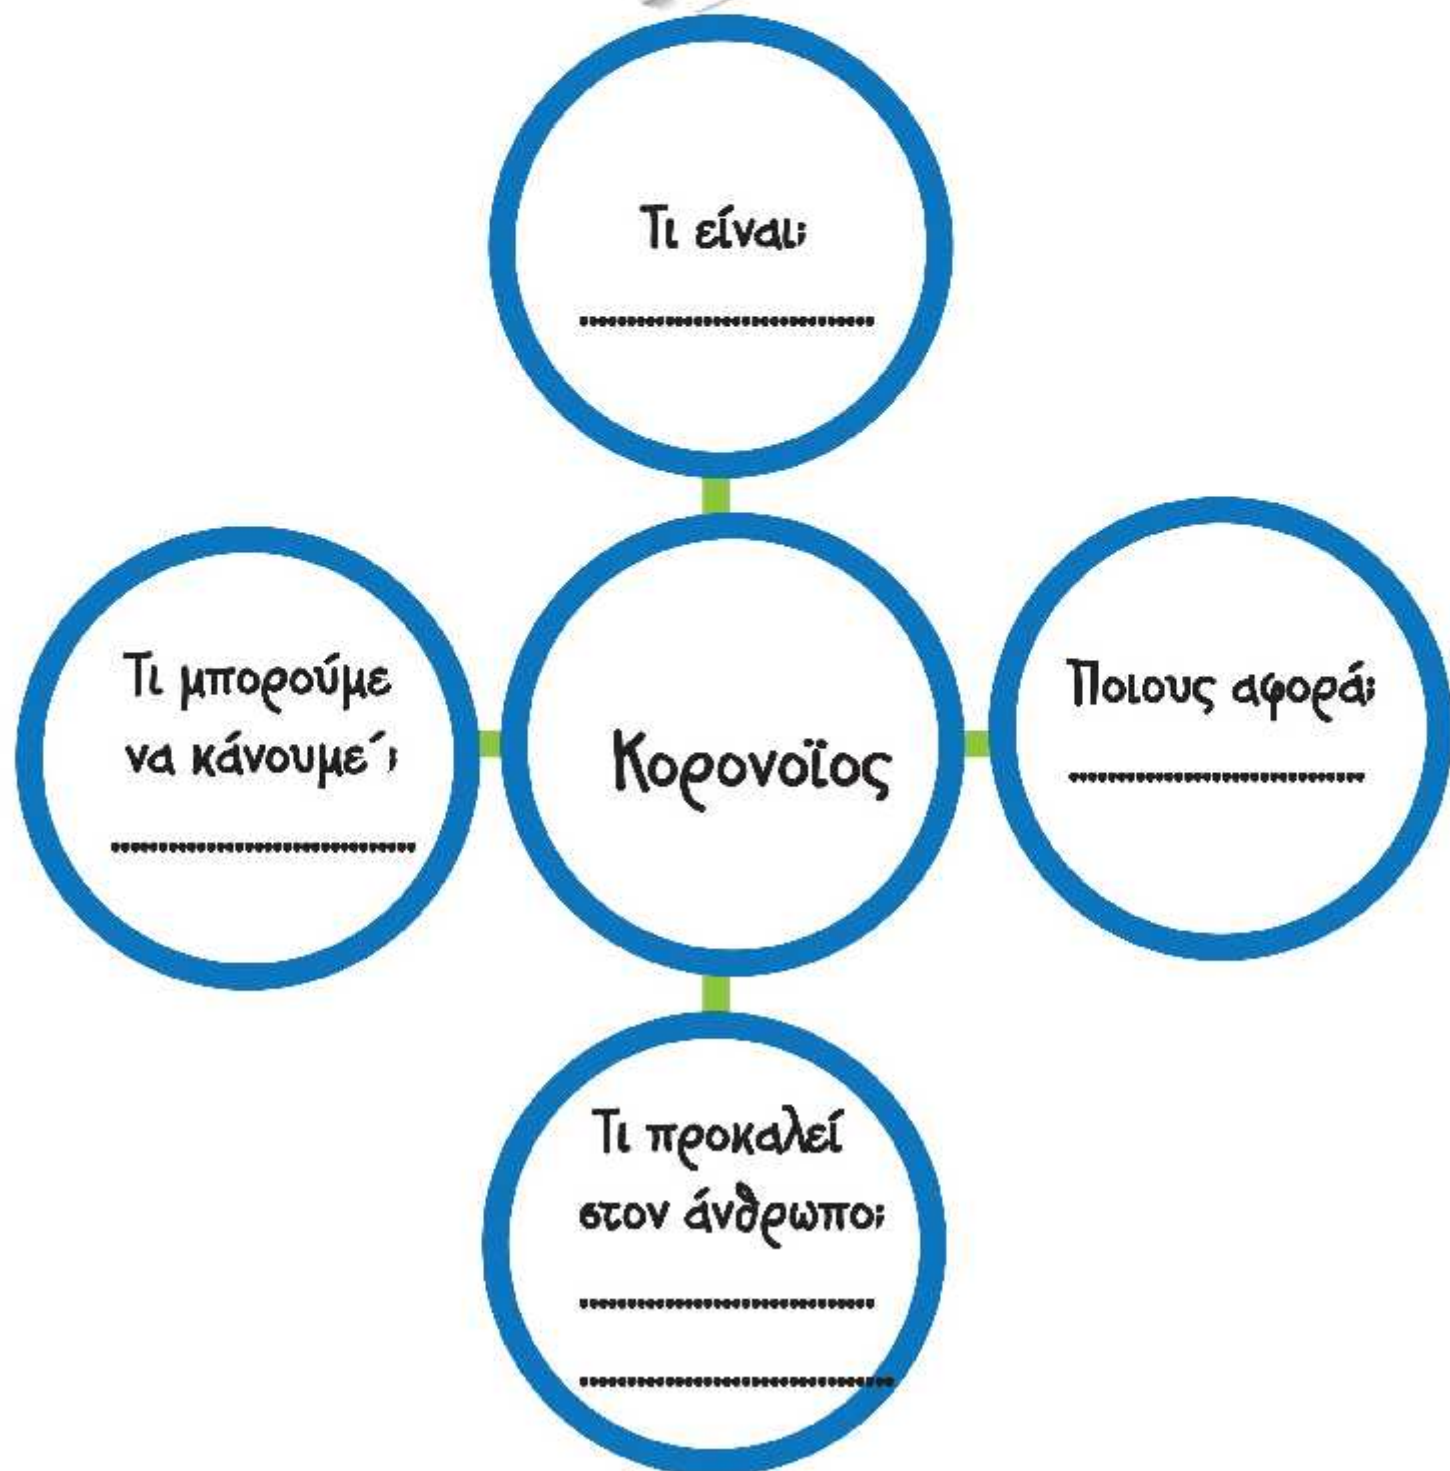 Τι είναι;
..............................
Τι μπορούμε
να κάνουμε΄;
..............................
Κορονοϊος
Ποιους αφορά;
..............................
Τι προκαλεί
στον άνθρωπο;
..............................
..............................